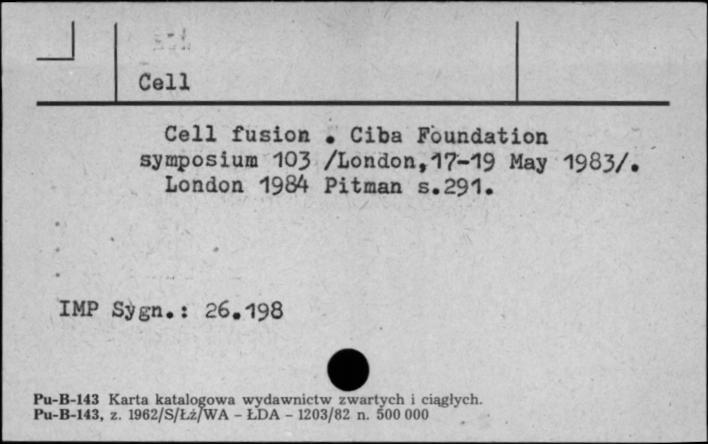 Cell
Cell fusion . Ciba Foundation
symposium 103 /London,17-19 May 1983/.
London 1984 Pitman s.291.
IMP Sygn.: 26.198
Pu-B-143 Karta katalogowa wydawnictw zwartych i ciągłych.
Pu-B-143, z. 1962/S/Łż/WA - ŁDA - 1203/82 n. 500 000